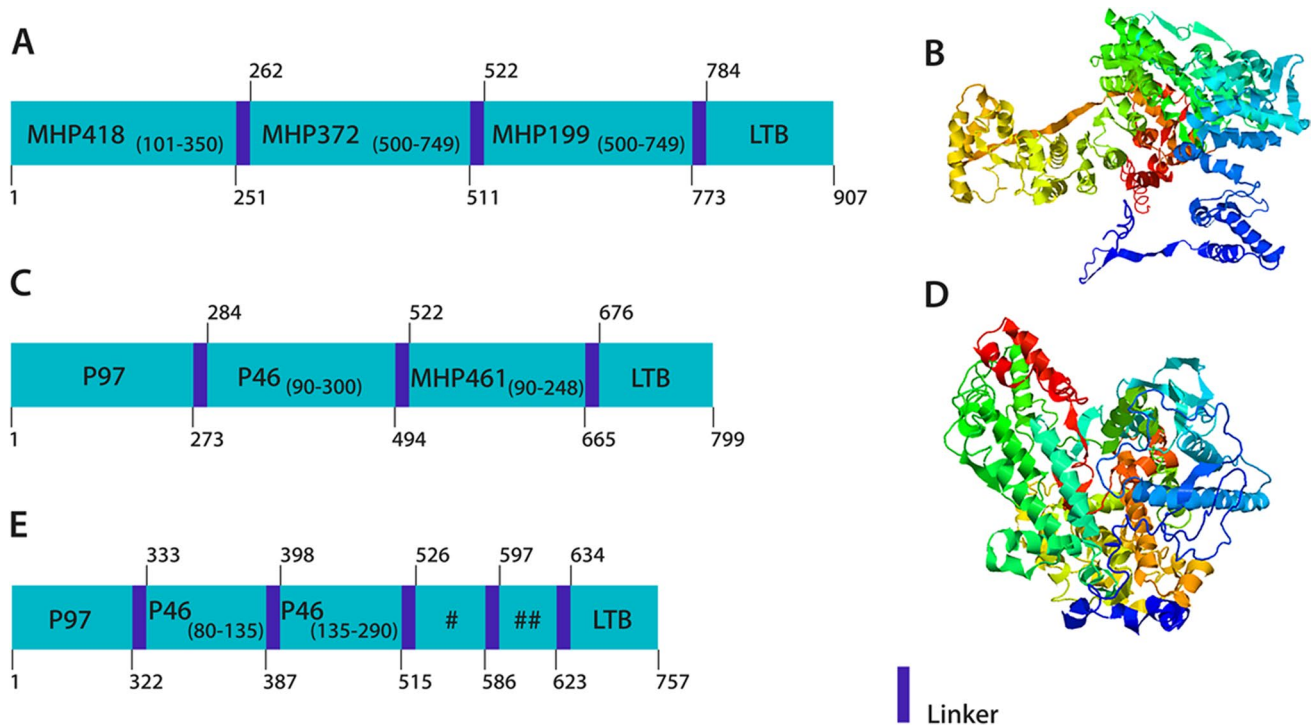 A
B
262 522 784
MHP418 (101-350) MHP372 (500-749) MHP199 (500-749) LTB
1 251 511 773 907
C
D
284 522 676
P97 P46 (90-300) MHP461 (90-248) LTB
1 273 494 665 799
E
333 398 526 597 634
P97 P46 (80-135) P46 (135-290) # ## LTB
1 322 387 515 586 623 757
Linker